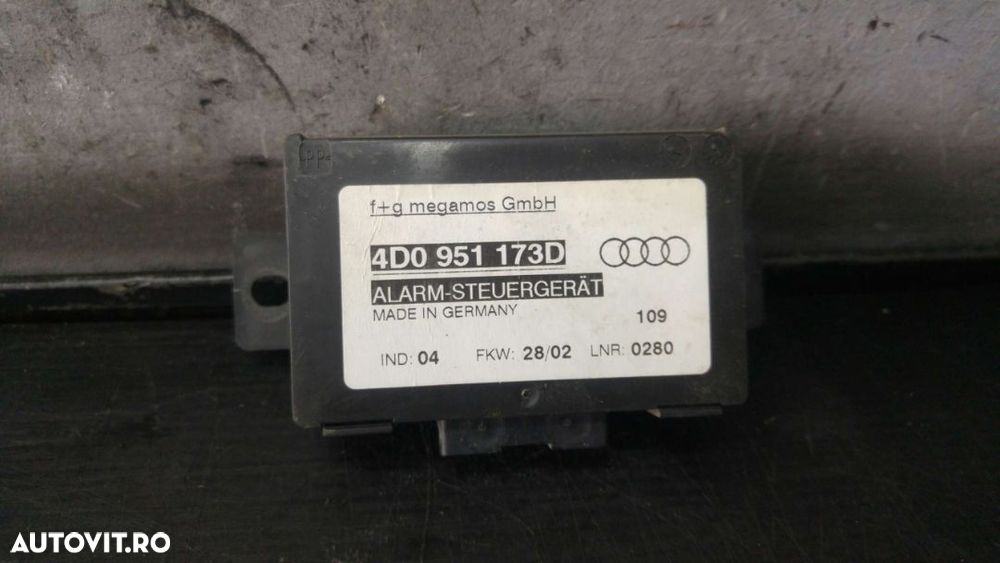 PP
f+g megamos GmbH
4D0 951 173D
ALARM-STEUERGERÄT
MADE IN GERMANY
109
IND: 04 FKW: 28/02 LNR: 0280
AUTOVIT.RO